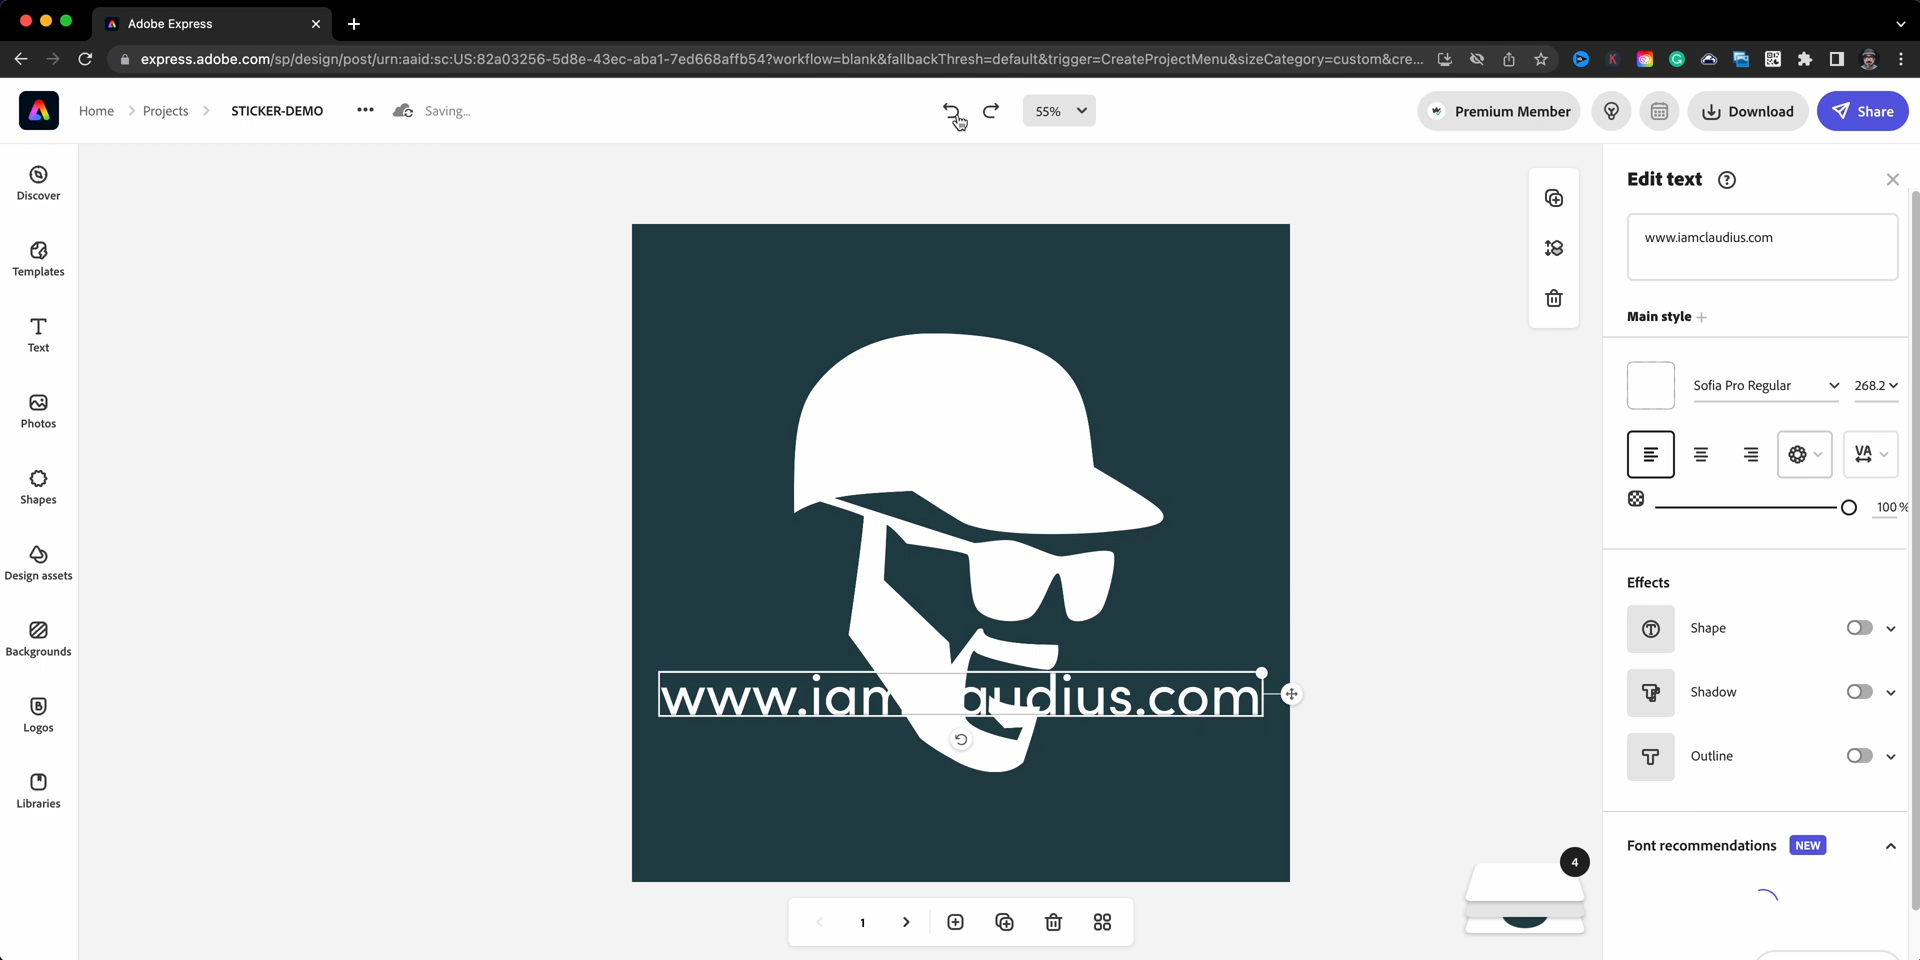 Adobe Express
express.adobe.com/sp/design/post/urn:aaid:sc:US:82a03256-5d8e-43ec-aba1-7ed668affb54?workflow=blank&fallbackThresh=default&trigger=CreateProjectMenu&sizeCategory=custom&cre...
Home
Projects
STICKER-DEMO
Saving...
55%
Premium Member
Download
Share
Discover
Templates
Text
Photos
Shapes
Design assets
Backgrounds
Logos
Libraries
www.iamclaudius.com
1
4
Edit text
www.iamclaudius.com
Main style
Sofia Pro Regular
268.2
VA
100%
Effects
Shape
Shadow
Outline
Font recommendations
NEW